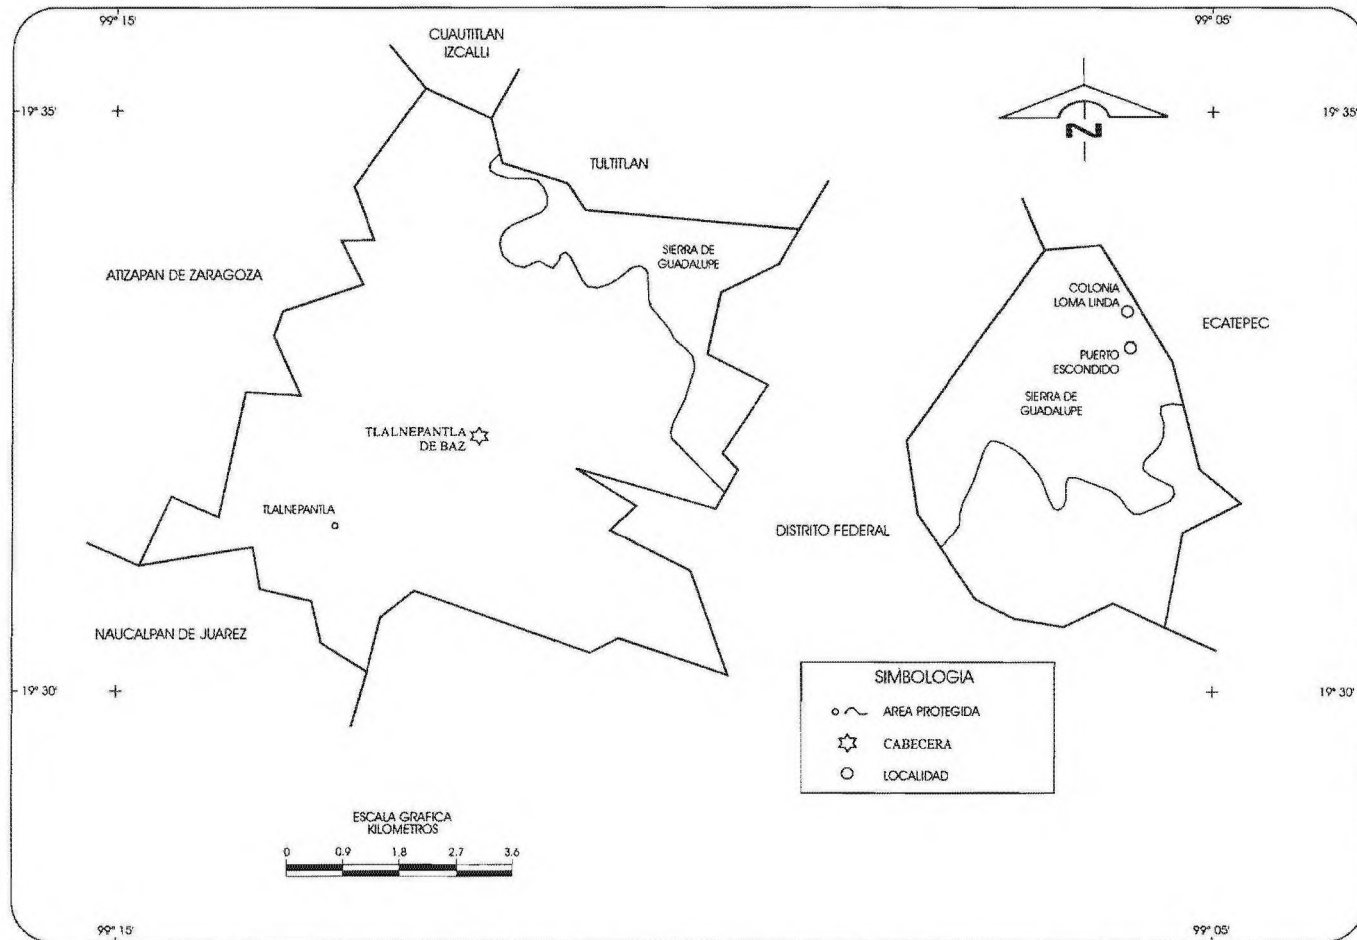 99° 15'
99° 05'
CUAUTITLAN
IZCALLI
19° 35'
19° 35'
N
TULTITLAN
SIERRA DE
GUADALUPE
ATIZAPAN DE ZARAGOZA
COLONIA
LOMA LINDA
ECATEPEC
PUERTO
ESCONDIDO
SIERRA DE
GUADALUPE
TLALNEPANTLA
DE BAZ
TLALNEPANTLA
DISTRITO FEDERAL
NAUCALPAN DE JUAREZ
19° 30'
19° 30'
SIMBOLOGIA
AREA PROTEGIDA
CABECERA
LOCALIDAD
ESCALA GRAFICA
KILOMETROS
0 0.9 1.8 2.7 3.6
99° 15'
99° 05'